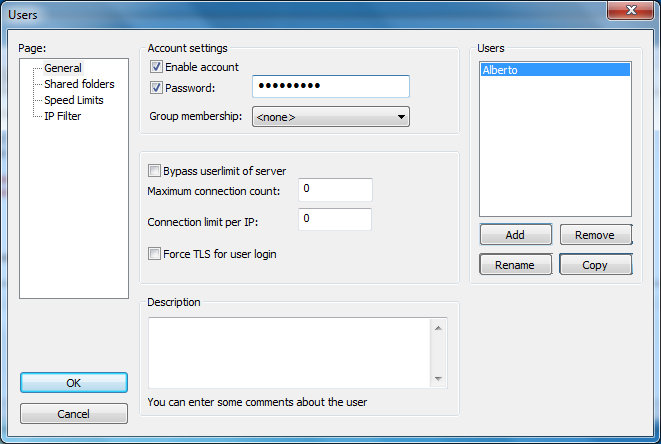 Users
Page:
General
Shared folders
Speed Limits
IP Filter
OK
Cancel
Account settings
Enable account
Password: •••••••••
Group membership: <none>
Bypass userlimit of server
Maximum connection count: 0
Connection limit per IP: 0
Force TLS for user login
Description
You can enter some comments about the user
Users
Alberto
Add Remove
Rename Copy